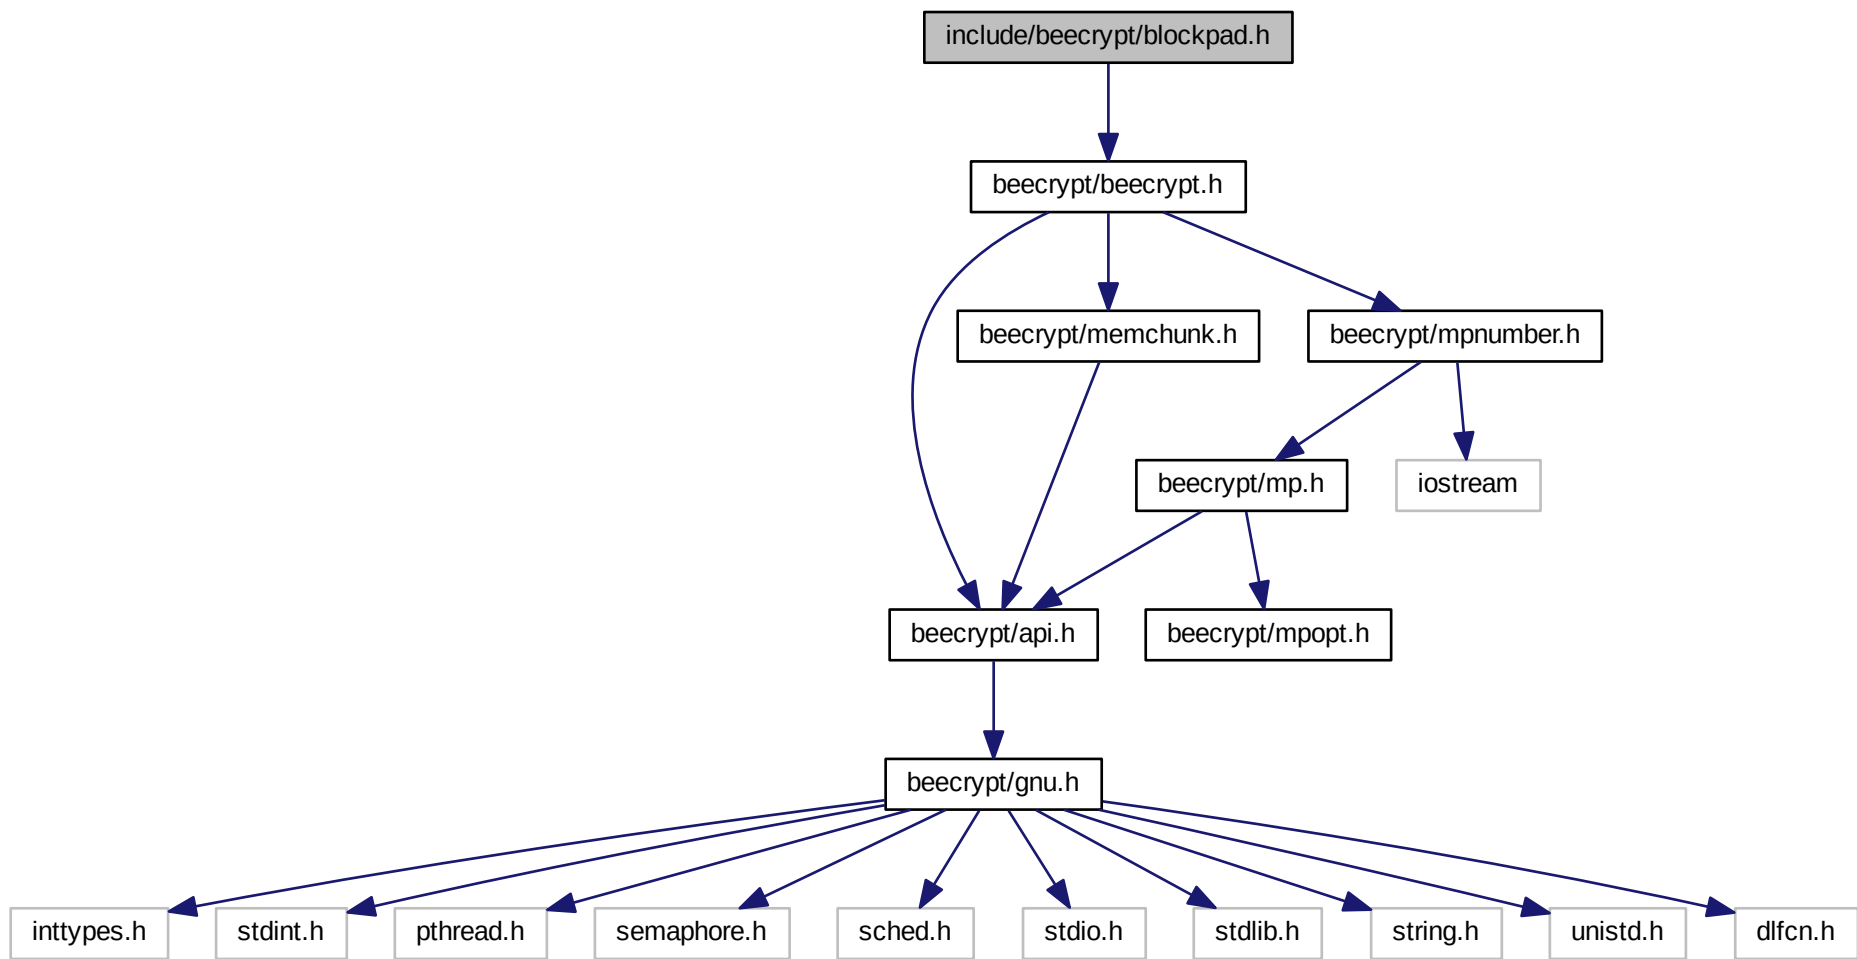 include/beecrypt/blockpad.h
beecrypt/beecrypt.h
beecrypt/memchunk.h
beecrypt/mpnumber.h
beecrypt/mp.h
iostream
beecrypt/api.h
beecrypt/mpopt.h
beecrypt/gnu.h
inttypes.h
stdint.h
pthread.h
semaphore.h
sched.h
stdio.h
stdlib.h
string.h
unistd.h
dlfcn.h